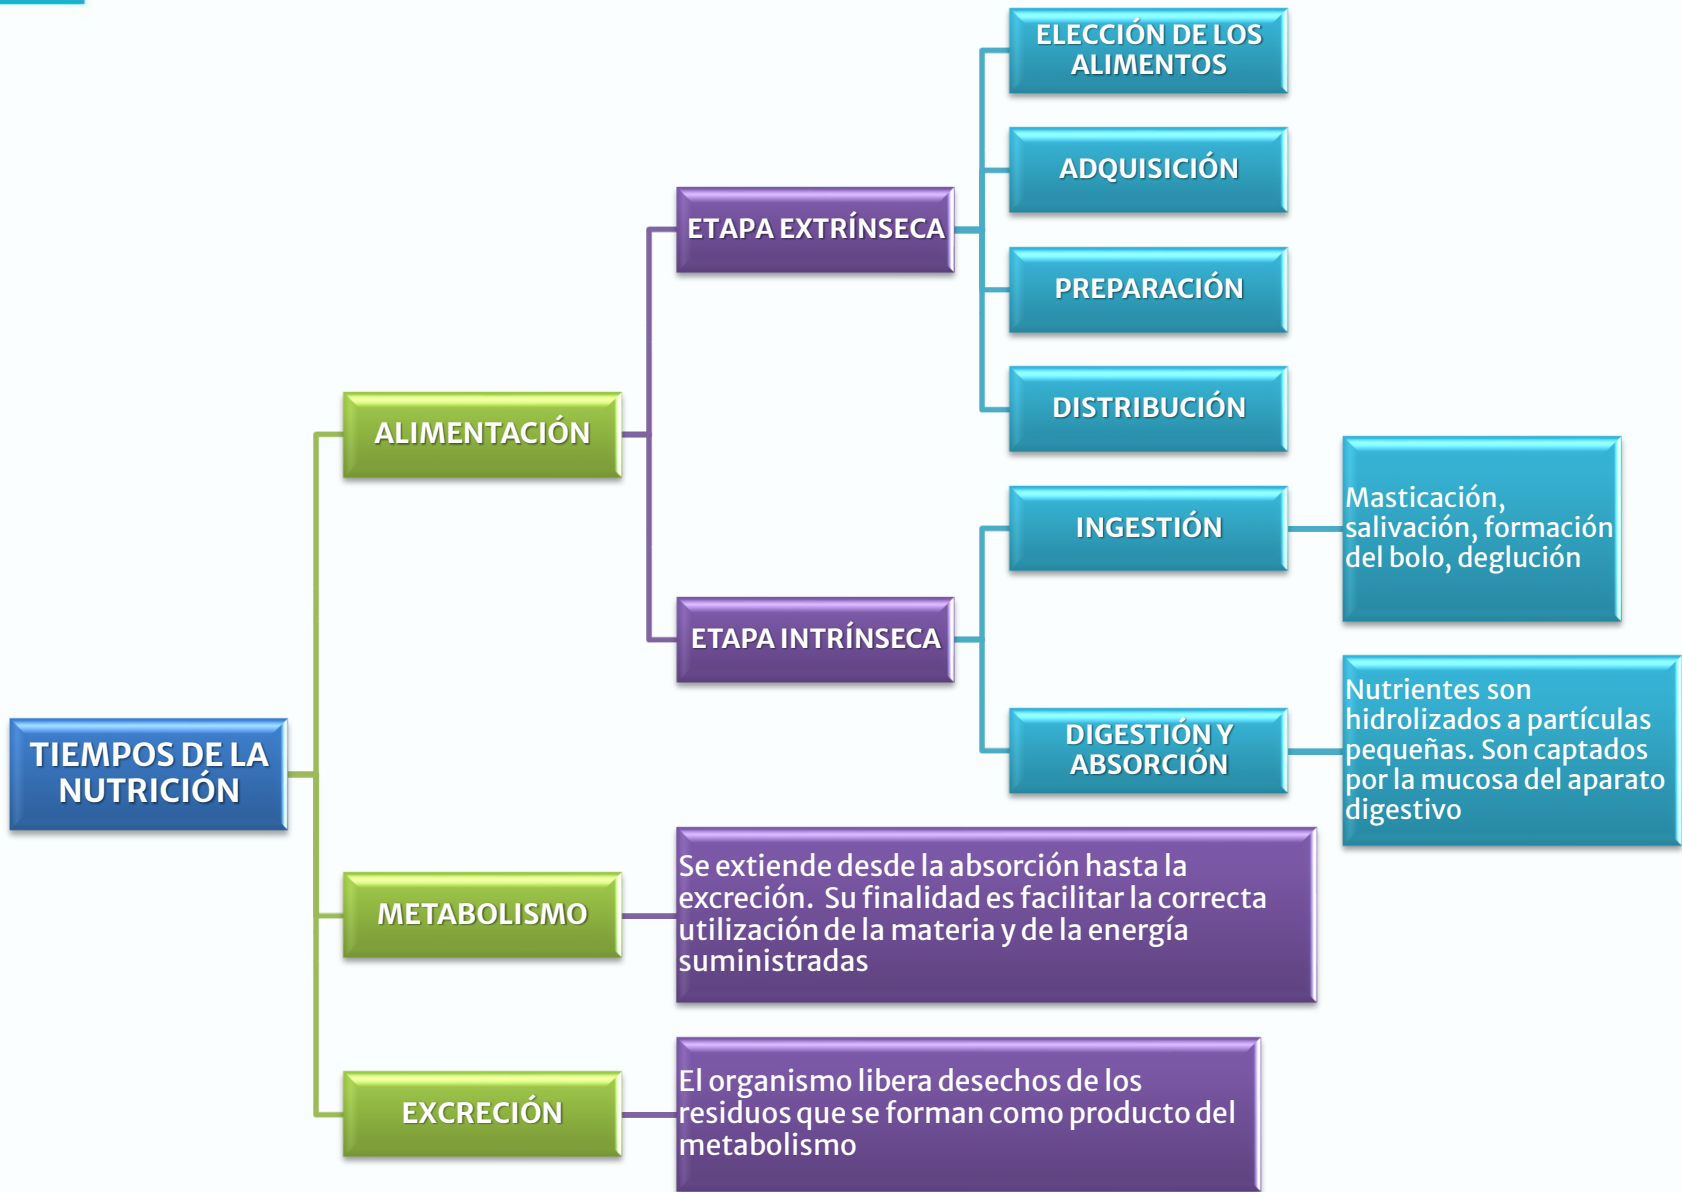 ELECCIÓN DE LOS
ALIMENTOS
ADQUISICIÓN
ETAPA EXTRÍNSECA
PREPARACIÓN
DISTRIBUCIÓN
ALIMENTACIÓN
INGESTIÓN
Masticación,
salivación, formación
del bolo, deglución
ETAPA INTRÍNSECA
DIGESTIÓN Y
ABSORCIÓN
Nutrientes son
hidrolizados a partículas
pequeñas. Son captados
por la mucosa del aparato
digestivo
TIEMPOS DE LA
NUTRICIÓN
METABOLISMO
Se extiende desde la absorción hasta la
excreción. Su finalidad es facilitar la correcta
utilización de la materia y de la energía
suministradas
EXCRECIÓN
El organismo libera desechos de los
residuos que se forman como producto del
metabolismo